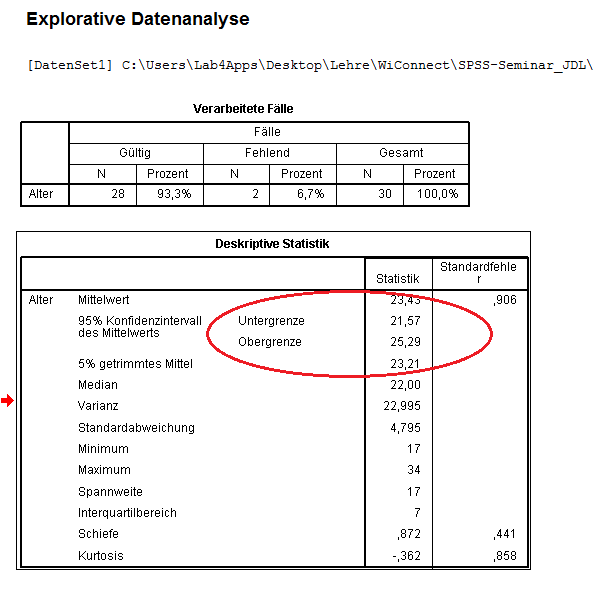 Explorative Datenanalyse
[DatenSet1] C:\Users\Lab4Apps\Desktop\Lehre\WiConnect\SPSS-Seminar_JDL\
Verarbeitete Fälle
Fälle
Gültig Fehlend Gesamt
N Prozent N Prozent N Prozent
Alter 28 93,3% 2 6,7% 30 100,0%
Deskriptive Statistik
Statistik Standardfehle
r
Alter Mittelwert 23,43 ,906
95% Konfidenzintervall Untergrenze 21,57
des Mittelwerts
Obergrenze 25,29
5% getrimmtes Mittel 23,21
Median 22,00
Varianz 22,995
Standardabweichung 4,795
Minimum 17
Maximum 34
Spannweite 17
Interquartilbereich 7
Schiefe ,872 ,441
Kurtosis -,362 ,858